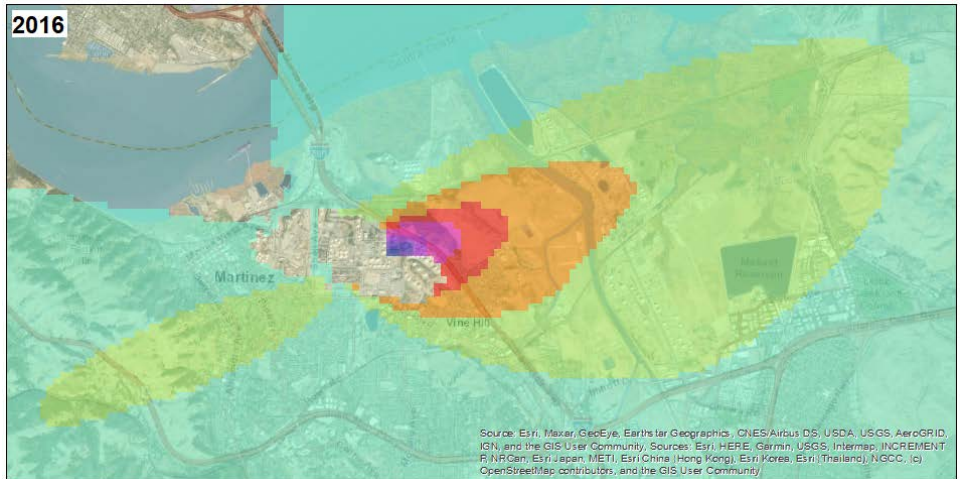 2016
Martinez
Vine Hill
Source: Esri, Maxar, GeoEye, Earthstar Geographics, CNES/Airbus DS, USDA, USGS, AeroGRID,
IGN, and the GIS User Community, Sources: Esri, HERE, Garmin, USGS, Intermap, INCREMENT
P, NRCan, Esri Japan, METI, Esri China (Hong Kong), Esri Korea, Esri (Thailand), NGCC, (c)
OpenStreetMap contributors, and the GIS User Community